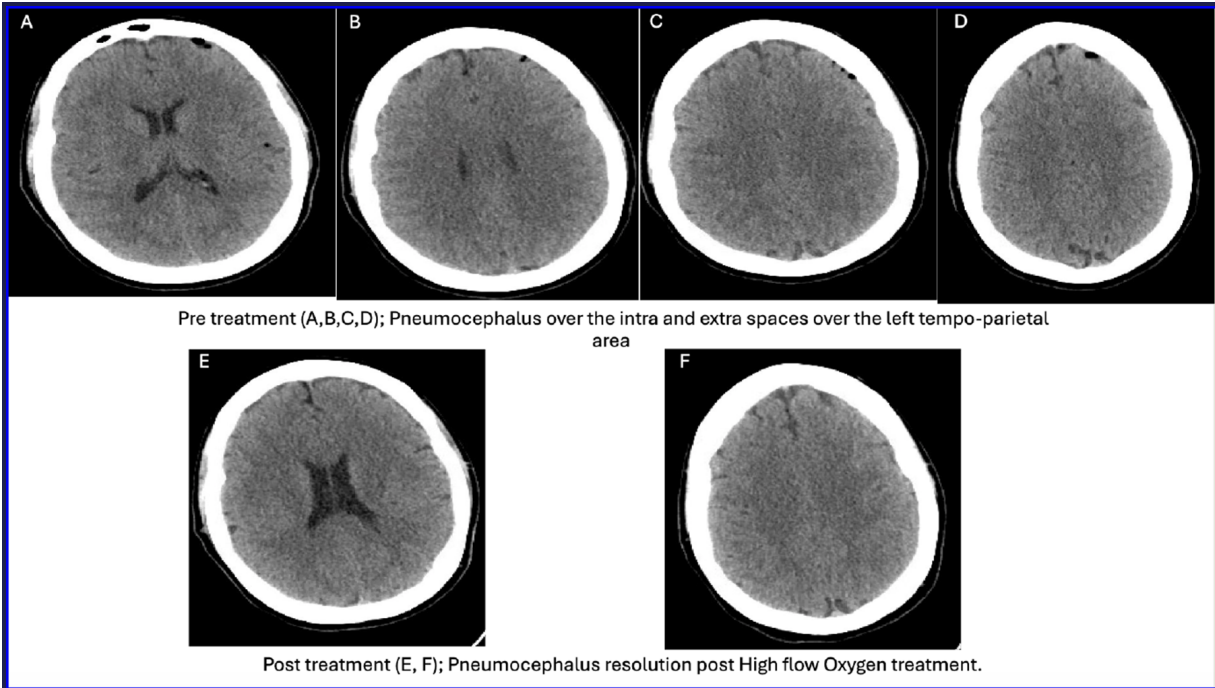 A
B
C
D
Pre treatment (A,B,C,D); Pneumocephalus over the intra and extra spaces over the left tempo-parietal
area
E
F
Post treatment (E, F); Pneumocephalus resolution post High flow Oxygen treatment.